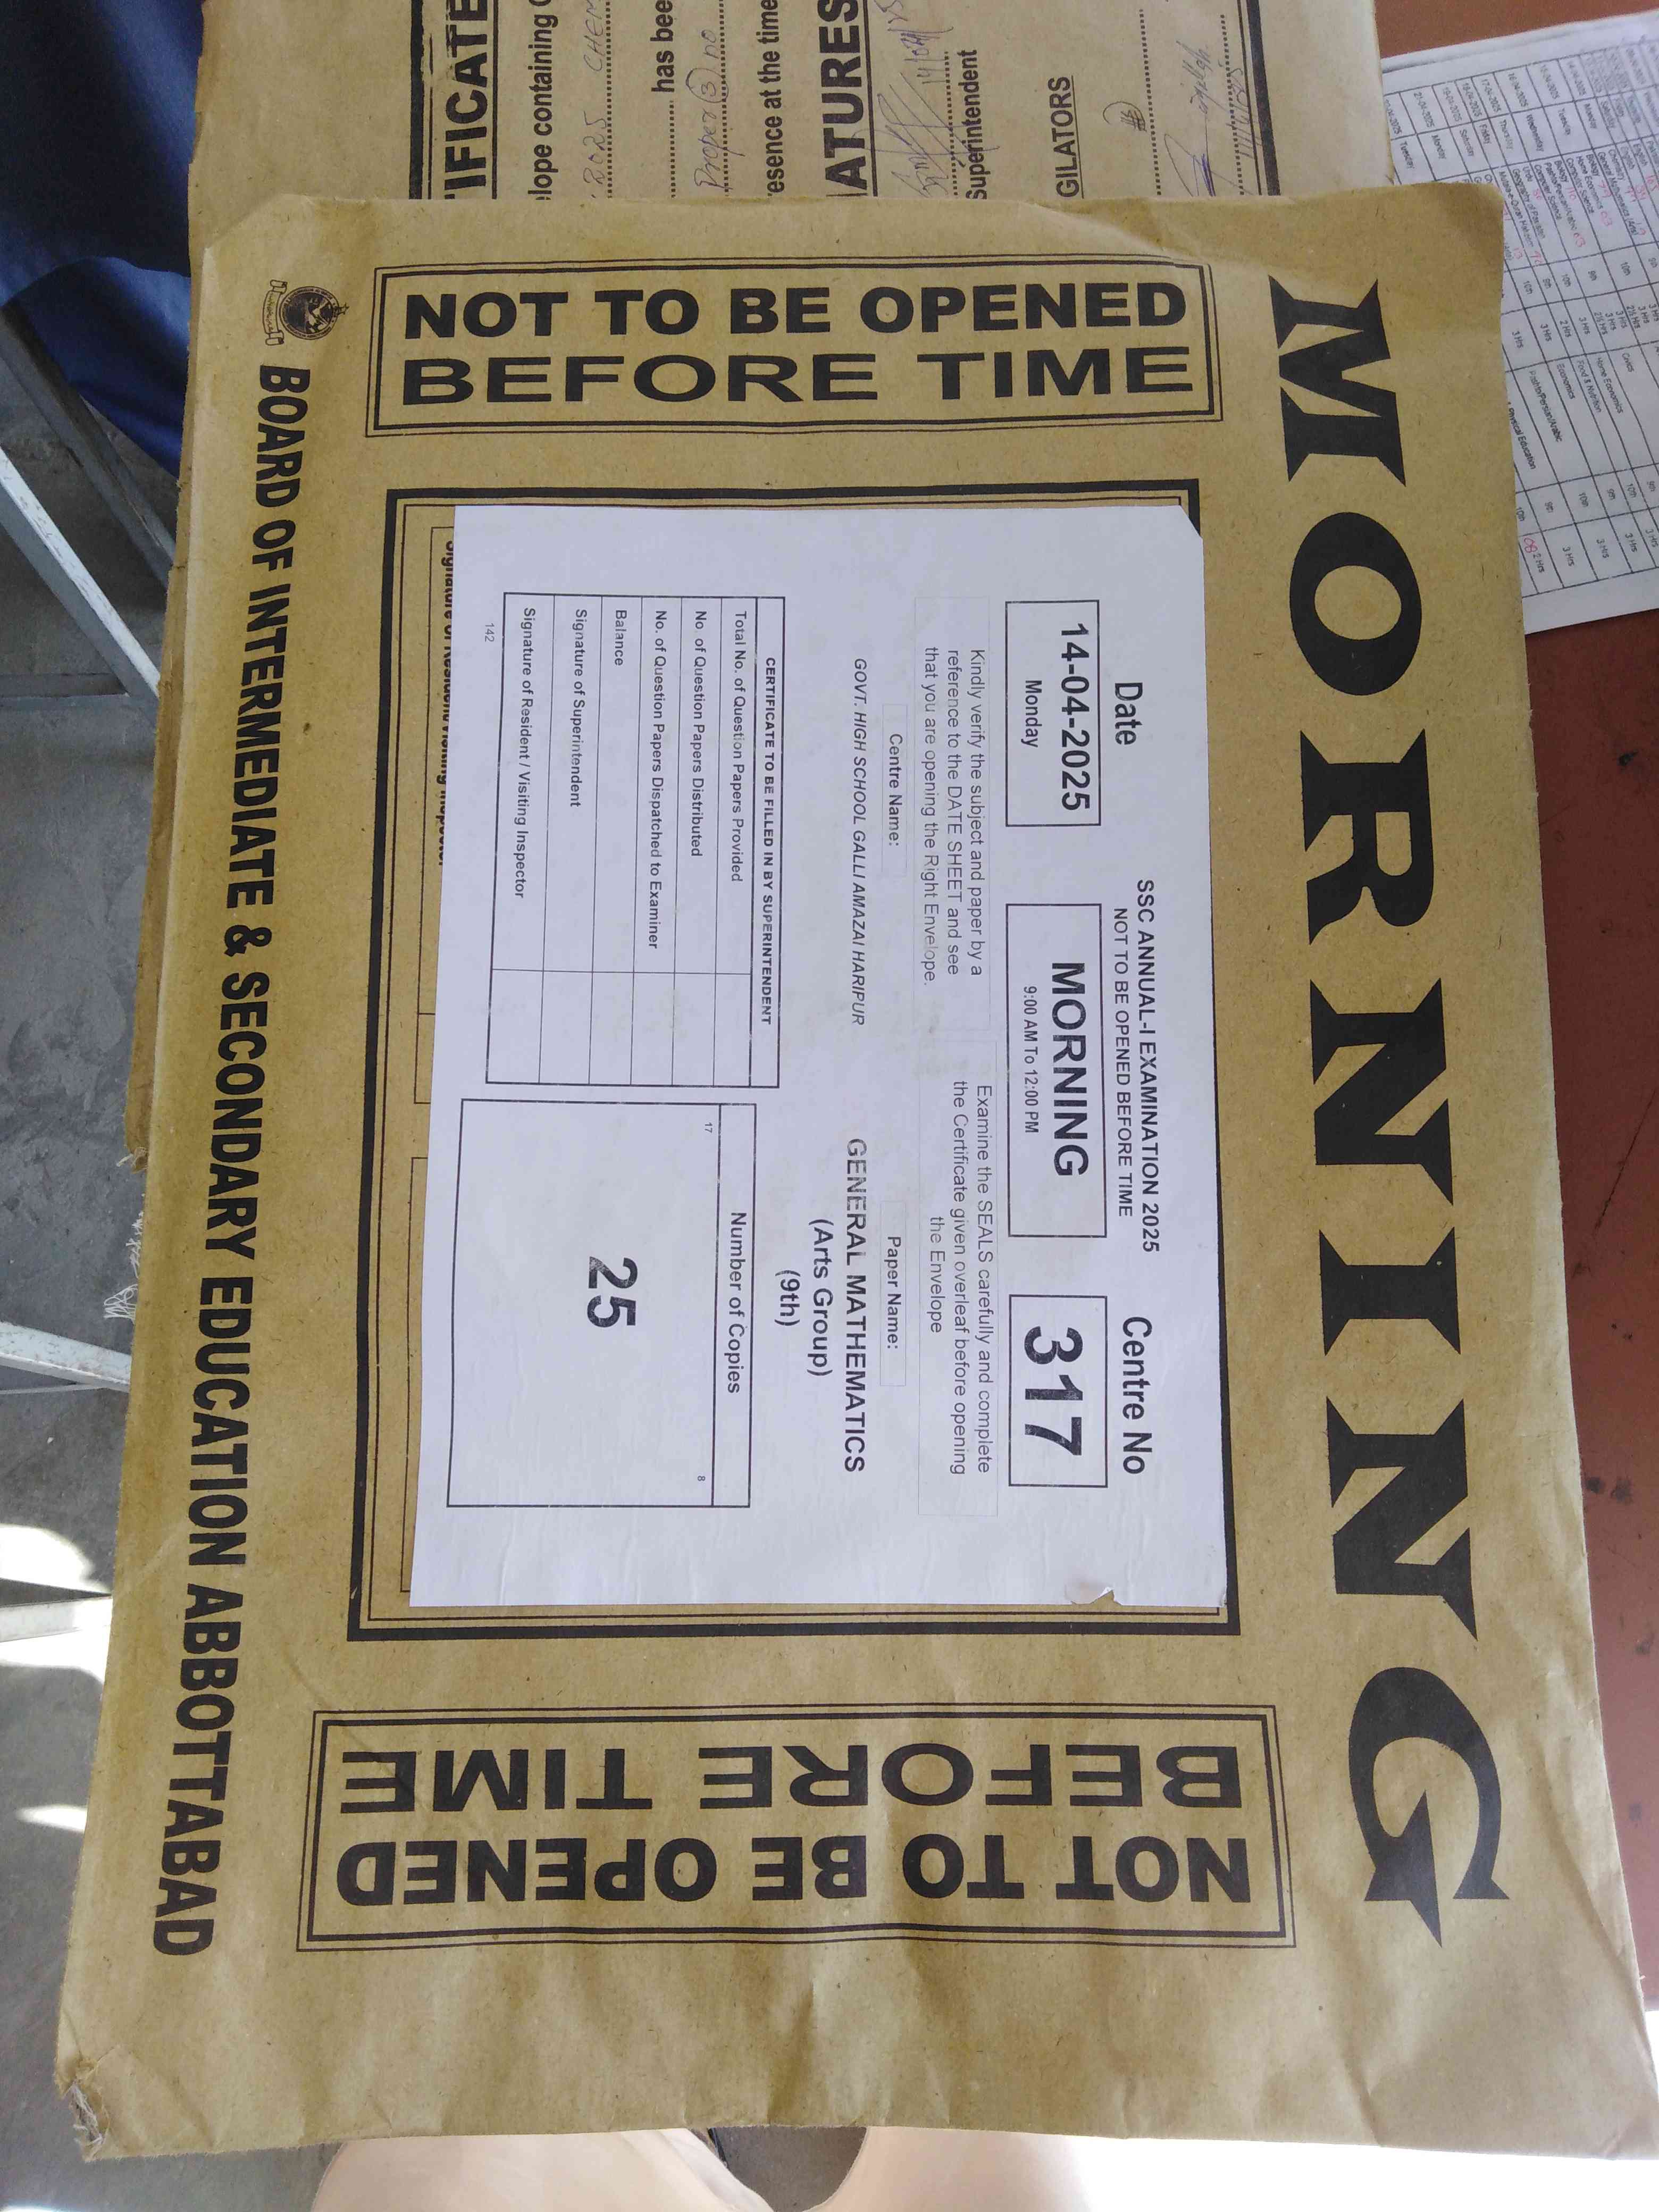 MORNING
NOT TO BE OPENED
BEFORE TIME
SSC ANNUAL-I EXAMINATION 2025
NOT TO BE OPENED BEFORE TIME
Date
14-04-2025
Monday
MORNING
9:00 AM To 12:00 PM
Centre No
317
Kindly verify the subject and paper by a
reference to the DATE SHEET and see
that you are opening the Right Envelope.
Examine the SEALS carefully and complete
the Certificate given overleaf before opening
the Envelope
Centre Name:
GOVT. HIGH SCHOOL GALLI AMAZAI HARIPUR
Paper Name:
GENERAL MATHEMATICS
(Arts Group)
(9th)
CERTIFICATE TO BE FILLED IN BY SUPERINTENDENT
Total No. of Question Papers Provided
No. of Question Papers Distributed
No. of Question Papers Dispatched to Examiner
Balance
Signature of Superintendent
Signature of Resident / Visiting Inspector
142
Number of Copies
17
8
25
NOT TO BE OPENED
BEFORE TIME
BOARD OF INTERMEDIATE & SECONDARY EDUCATION ABBOTTABAD
IFICATE
lope containing
has bee
esence at the time
ATURES
Superintendent
GILATORS